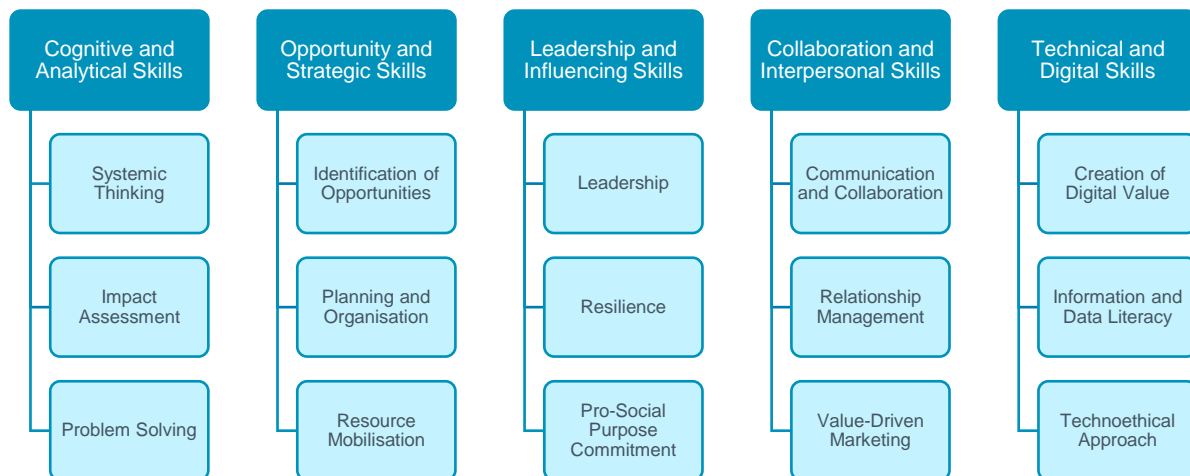 Cognitive and
Analytical Skills
Systemic
Thinking
Impact
Assessment
Problem Solving
Opportunity and
Strategic Skills
Identification of
Opportunities
Planning and
Organisation
Resource
Mobilisation
Leadership and
Influencing Skills
Leadership
Resilience
Pro-Social
Purpose
Commitment
Collaboration and
Interpersonal Skills
Communication
and Collaboration
Relationship
Management
Value-Driven
Marketing
Technical and
Digital Skills
Creation of
Digital Value
Information and
Data Literacy
Technoethical
Approach